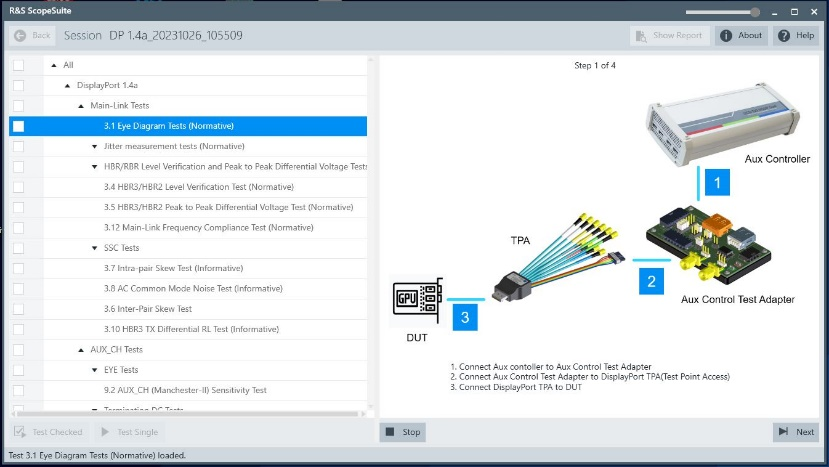 R&S ScopeSuite
Back Session DP 1.4a_20231026_105509 Show Report About Help
All
DisplayPort 1.4a
Main-Link Tests
3.1 Eye Diagram Tests (Normative)
Jitter measurement tests (Normative)
HBR/RBR Level Verification and Peak to Peak Differential Voltage Tests
3.4 HBR3/HBR2 Level Verification Test (Normative)
3.5 HBR3/HBR2 Peak to Peak Differential Voltage Test (Normative)
3.12 Main-Link Frequency Compliance Test (Normative)
SSC Tests
3.7 Intra-pair Skew Test (Informative)
3.8 AC Common Mode Noise Test (Informative)
3.6 Inter-Pair Skew Test
3.10 HBR3 TX Differential RL Test (Informative)
AUX_CH Tests
EYE Tests
9.2 AUX_CH (Manchester-II) Sensitivity Test
Termination DC Tests
Test Checked Test Single
Step 1 of 4
Aux Controller
1
TPA
Aux Control Test Adapter
2
GPU
3
DUT
1. Connect Aux contoller to Aux Control Test Adapter
2. Connect Aux Control Test Adapter to DisplayPort TPA(Test Point Access)
3. Connect DisplayPort TPA to DUT
Stop Next
Test 3.1 Eye Diagram Tests (Normative) loaded.